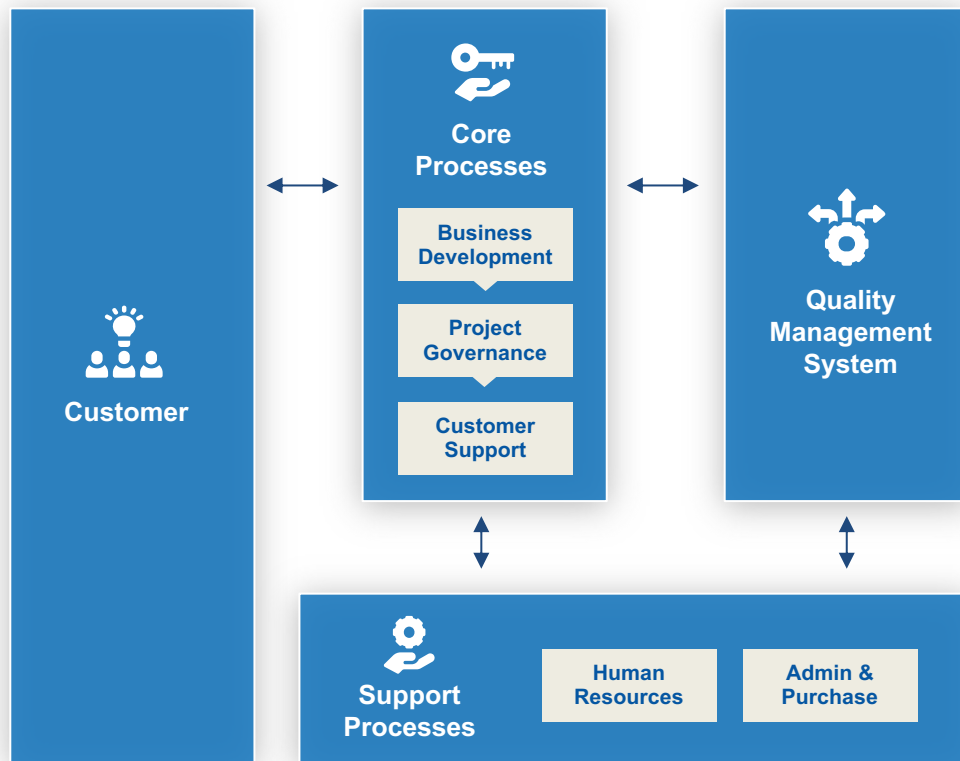 Customer
Core
Processes
Business
Development
Project
Governance
Customer
Support
Quality
Management
System
Support
Processes
Human
Resources
Admin &
Purchase